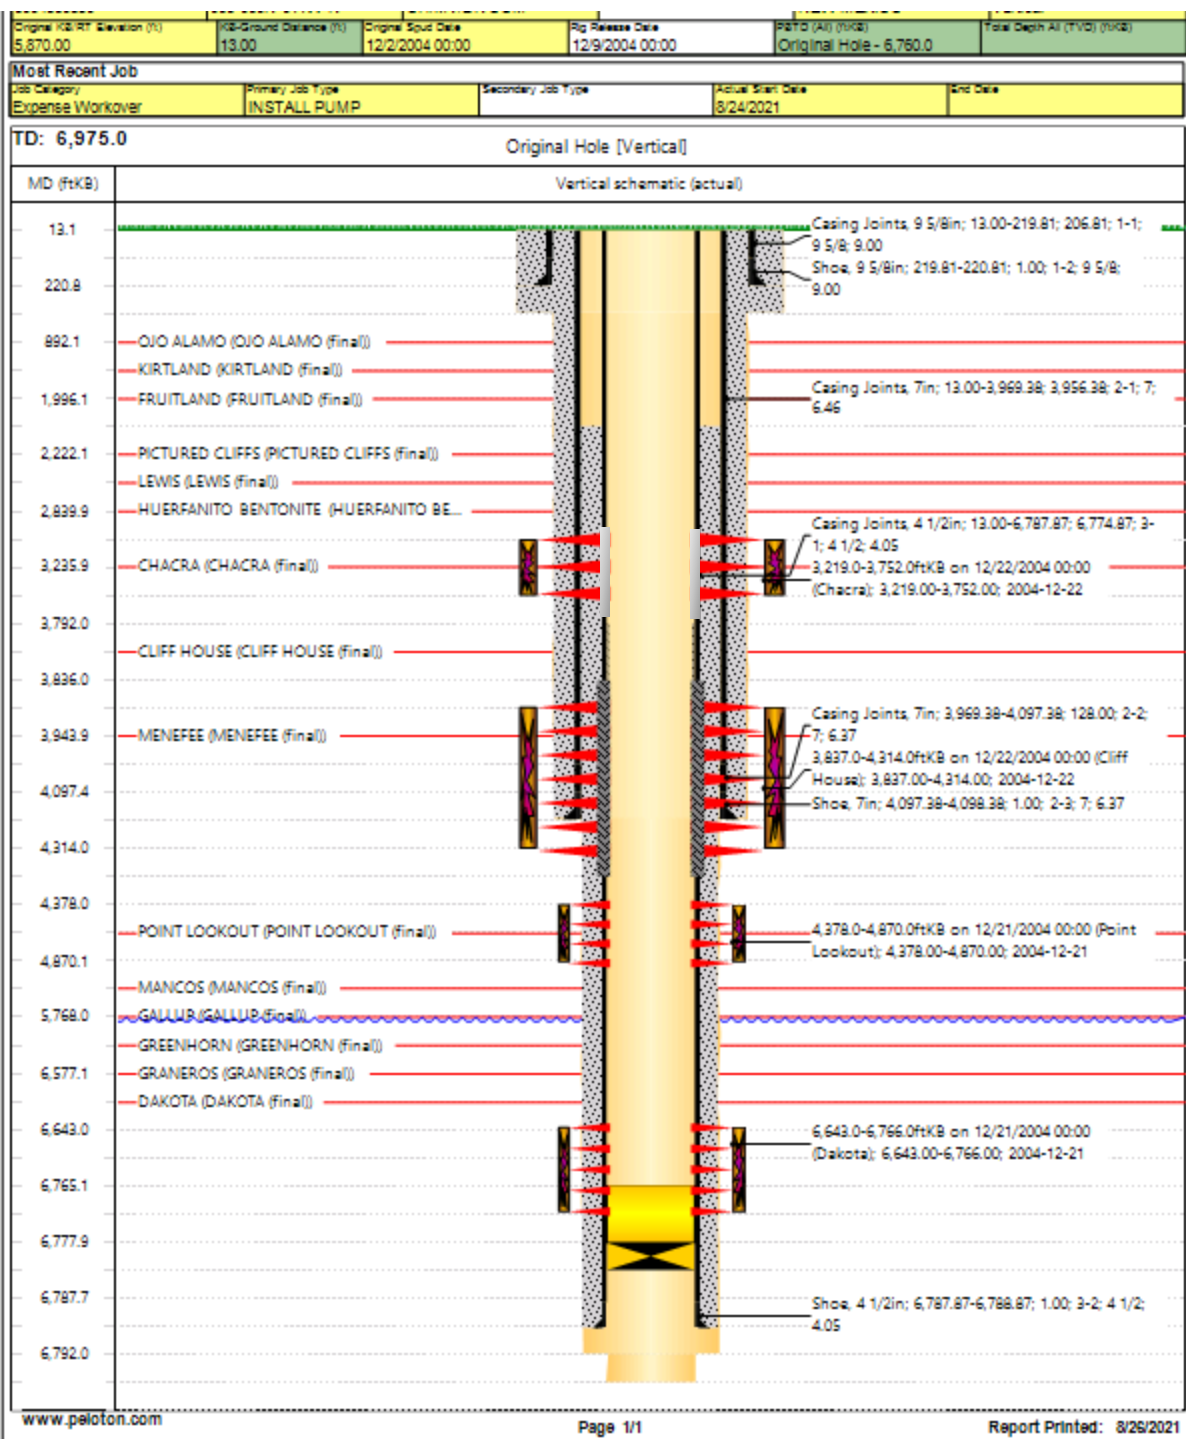 Original KB/RT Elevation (ft)
KB-Ground Distance (ft)
Original Spud Date
Rig Release Date
PBTD (All) (ftKB)
Total Depth All (TVD) (ftKB)
5,870.00
13.00
12/2/2004 00:00
12/9/2004 00:00
Original Hole - 6,760.0
Most Recent Job
Job Category
Primary Job Type
Secondary Job Type
Actual Start Date
End Date
Expense Workover
INSTALL PUMP
8/24/2021
TD: 6,975.0
Original Hole [Vertical]
MD (ftKB)
Vertical schematic (actual)
Casing Joints, 9 5/8in; 13.00-219.81; 206.81; 1-1;
13.1
9 5/8; 9.00
Shoe, 9 5/8in; 219.81-220.81; 1.00; 1-2; 9 5/8;
220.8
9.00
892.1
OJO ALAMO (OJO ALAMO (final))
KIRTLAND (KIRTLAND (final))
Casing Joints, 7in; 13.00-3,969.38; 3,956.38; 2-1; 7;
1,996.1
FRUITLAND (FRUITLAND (final))
6.46
2,222.1
PICTURED CLIFFS (PICTURED CLIFFS (final))
LEWIS (LEWIS (final))
2,839.9
HUERFANITO BENTONITE (HUERFANITO BE...
Casing Joints, 4 1/2in; 13.00-6,787.87; 6,774.87; 3-
1; 4 1/2; 4.05
3,235.9
CHACRA (CHACRA (final))
3,219.0-3,752.0ftKB on 12/22/2004 00:00
(Chacra); 3,219.00-3,752.00; 2004-12-22
3,792.0
CLIFF HOUSE (CLIFF HOUSE (final))
3,836.0
Casing Joints, 7in; 3,969.38-4,097.38; 128.00; 2-2;
3,943.9
MENEFEE (MENEFEE (final))
7; 6.37
3,837.0-4,314.0ftKB on 12/22/2004 00:00 (Cliff
House); 3,837.00-4,314.00; 2004-12-22
4,097.4
Shoe, 7in; 4,097.38-4,098.38; 1.00; 2-3; 7; 6.37
4,314.0
4,378.0
POINT LOOKOUT (POINT LOOKOUT (final))
4,378.0-4,870.0ftKB on 12/21/2004 00:00 (Point
Lookout); 4,378.00-4,870.00; 2004-12-21
4,870.1
MANCOS (MANCOS (final))
5,768.0
GALLUP (GALLUP (final))
GREENHORN (GREENHORN (final))
6,577.1
GRANEROS (GRANEROS (final))
DAKOTA (DAKOTA (final))
6,643.0
6,643.0-6,766.0ftKB on 12/21/2004 00:00
(Dakota); 6,643.00-6,766.00; 2004-12-21
6,765.1
6,777.9
6,787.7
Shoe, 4 1/2in; 6,787.87-6,788.87; 1.00; 3-2; 4 1/2;
4.05
6,792.0
www.peloton.com
Page 1/1
Report Printed: 8/26/2021